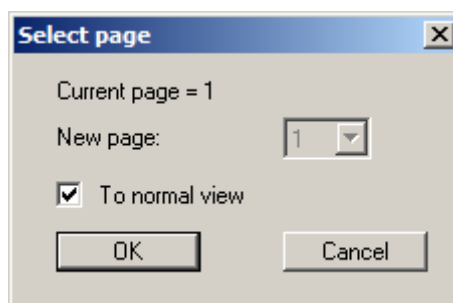 Select page
Current page = 1
New page: 1
To normal view
OK Cancel